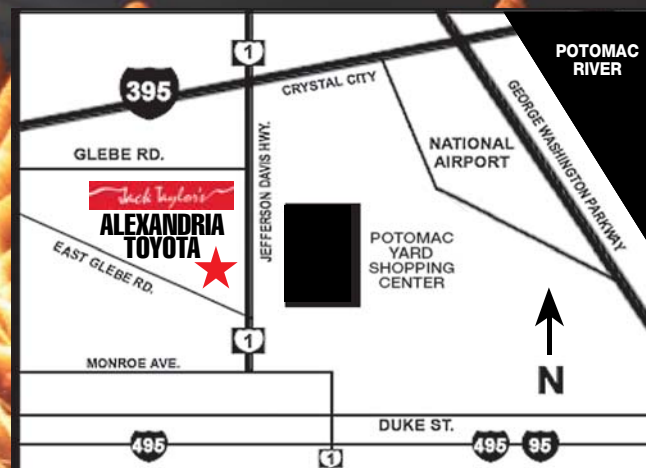 1
POTOMAC
RIVER
395
CRYSTAL CITY
GEORGE WASHINGTON PARKWAY
JEFFERSON DAVIS HWY.
GLEBE RD.
NATIONAL
AIRPORT
Jack Taylor's
ALEXANDRIA
TOYOTA
EAST GLEBE RD.
POTOMAC
YARD
SHOPPING
CENTER
1
MONROE AVE.
N
DUKE ST.
495
1
495
95